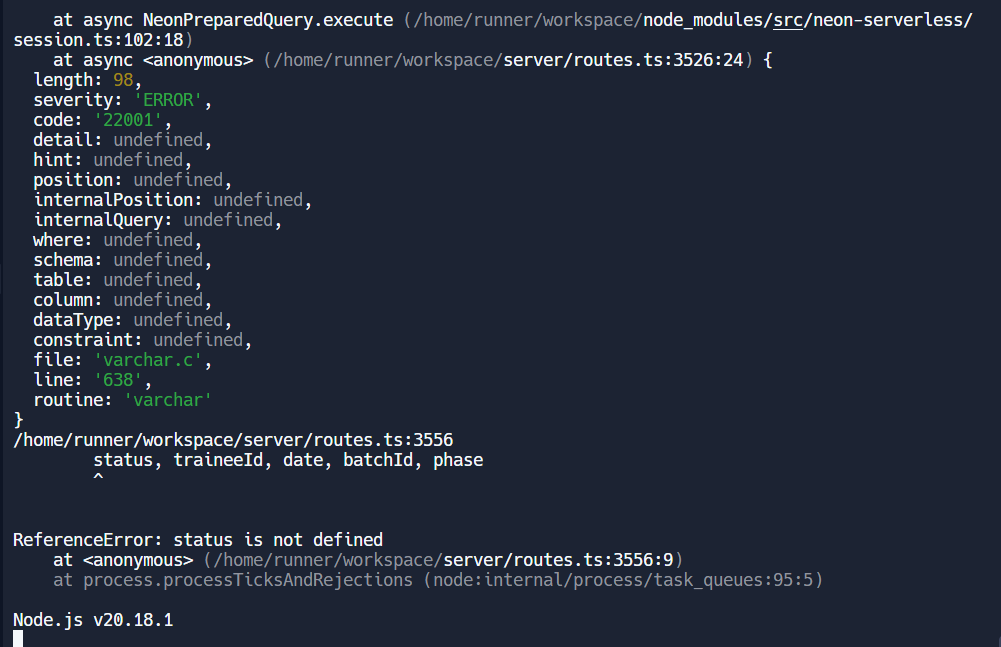 at async NeonPreparedQuery.execute (/home/runner/workspace/node_modules/src/neon-serverless/
session.ts:102:18)
    at async <anonymous> (/home/runner/workspace/server/routes.ts:3526:24) {
  length: 98,
  severity: 'ERROR',
  code: '22001',
  detail: undefined,
  hint: undefined,
  position: undefined,
  internalPosition: undefined,
  internalQuery: undefined,
  where: undefined,
  schema: undefined,
  table: undefined,
  column: undefined,
  dataType: undefined,
  constraint: undefined,
  file: 'varchar.c',
  line: '638',
  routine: 'varchar'
}
/home/runner/workspace/server/routes.ts:3556
        status, traineeId, date, batchId, phase
        ^
ReferenceError: status is not defined
    at <anonymous> (/home/runner/workspace/server/routes.ts:3556:9)
    at process.processTicksAndRejections (node:internal/process/task_queues:95:5)
Node.js v20.18.1